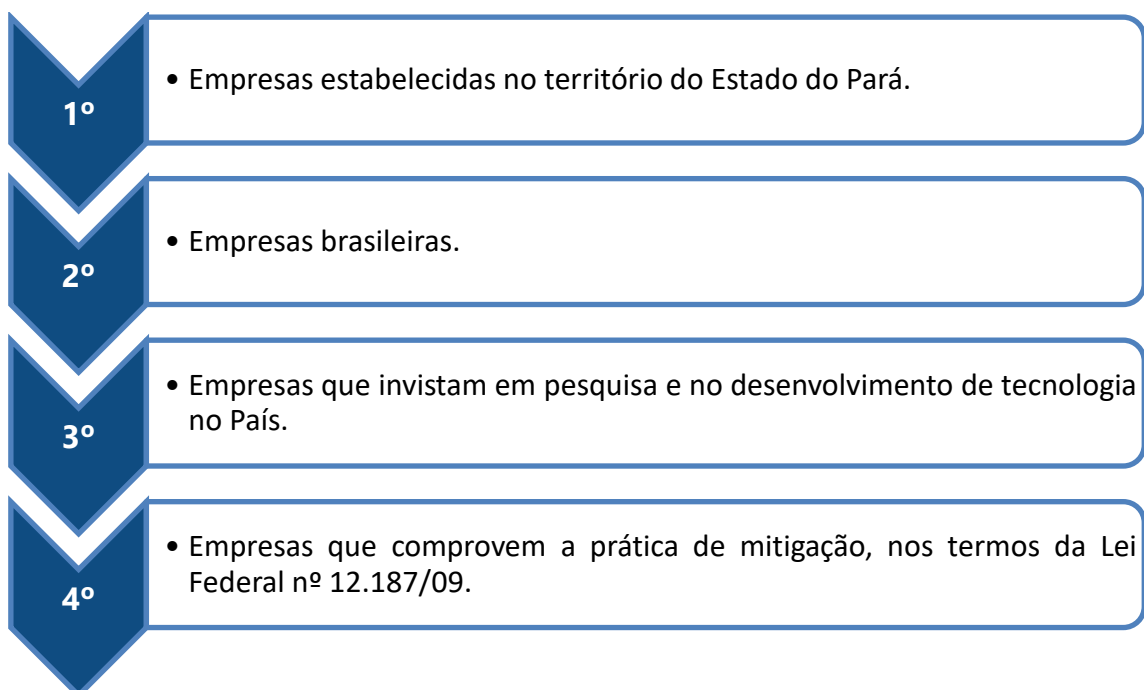 1º
• Empresas estabelecidas no território do Estado do Pará.
2º
• Empresas brasileiras.
3º
• Empresas que invistam em pesquisa e no desenvolvimento de tecnologia
no País.
4º
• Empresas que comprovem a prática de mitigação, nos termos da Lei
Federal nº 12.187/09.